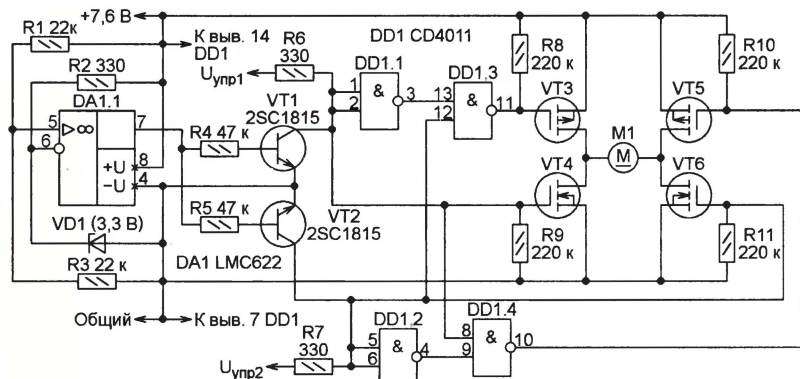 +7,6 В
R1 22к
К выв. 14
DD1
R2 330
Uупр1
R6
330
DD1 CD4011
DD1.1
1
2
&
3
DD1.3
13
12
&
11
R8
220 к
R10
220 к
VT3
VT5
DA1.1
5
6
▷∞
7
+U
8
−U
4
R4 47 к
VT1
2SC1815
R5 47 к
VT2
2SC1815
M1
M
VT4
VT6
VD1 (3,3 В)
R3 22 к
DA1 LMC622
R9
220 к
R11
220 к
Общий
К выв. 7 DD1
R7
330
Uупр2
DD1.2
5
6
&
4
DD1.4
8
9
&
10